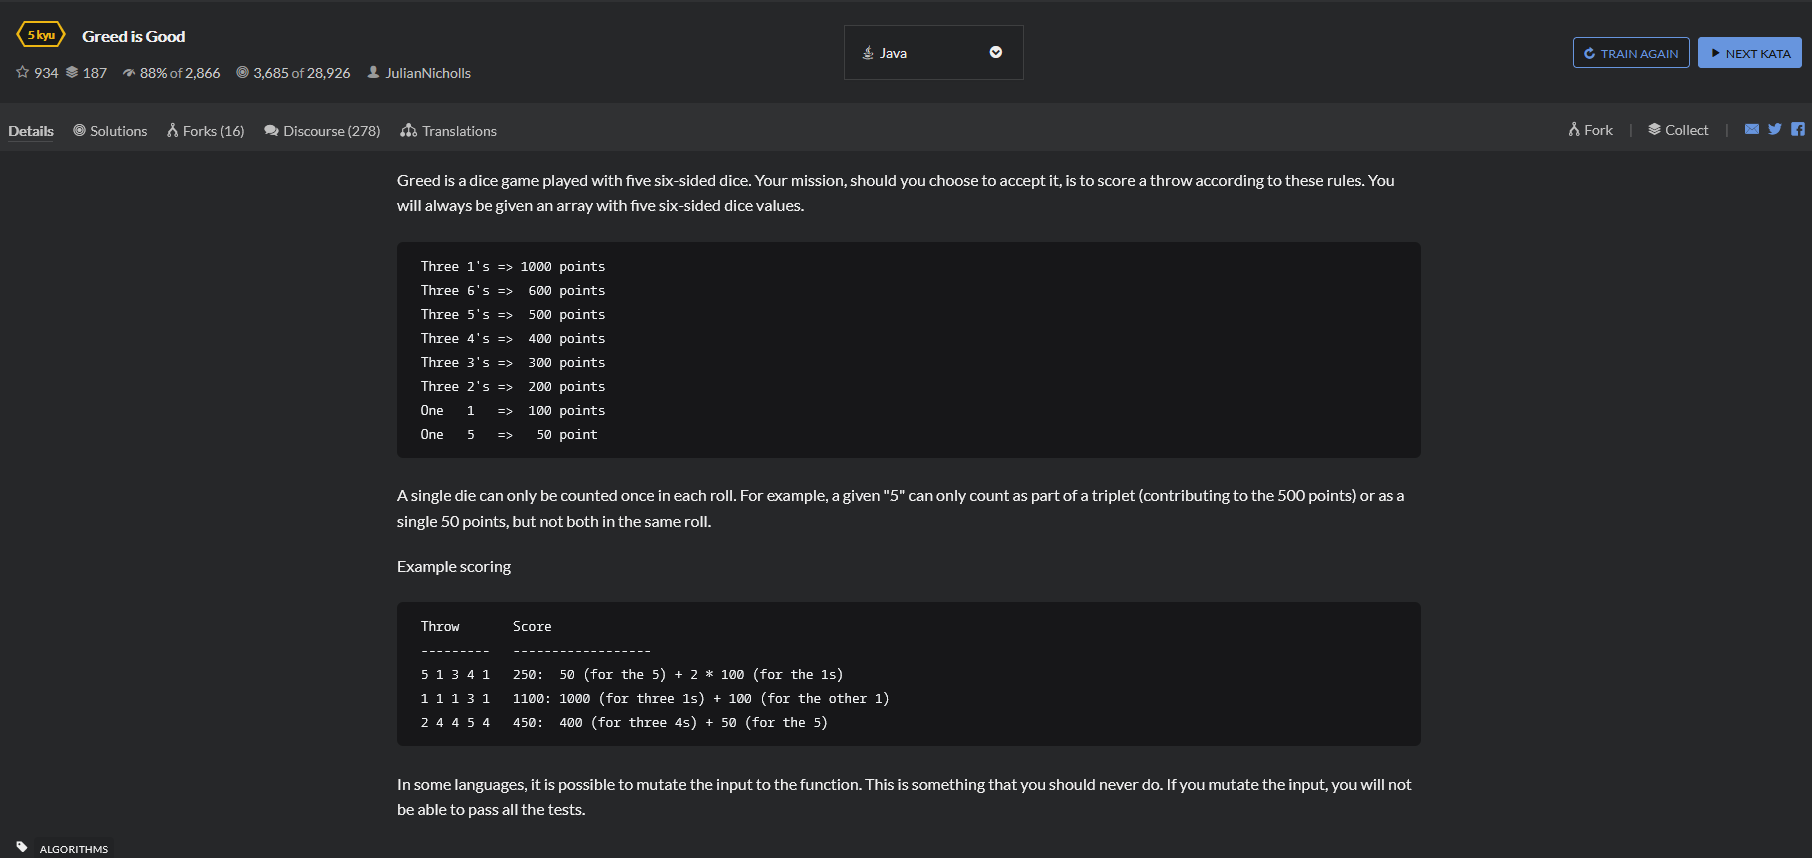 5 kyu Greed is Good
934 187 88% of 2,866 3,685 of 28,926 JulianNicholls
Java
TRAIN AGAIN NEXT KATA
Details Solutions Forks (16) Discourse (278) Translations
Fork | Collect |
Greed is a dice game played with five six-sided dice. Your mission, should you choose to accept it, is to score a throw according to these rules. You
will always be given an array with five six-sided dice values.
Three 1's => 1000 points
Three 6's =>  600 points
Three 5's =>  500 points
Three 4's =>  400 points
Three 3's =>  300 points
Three 2's =>  200 points
One   1   =>  100 points
One   5   =>   50 point
A single die can only be counted once in each roll. For example, a given "5" can only count as part of a triplet (contributing to the 500 points) or as a
single 50 points, but not both in the same roll.
Example scoring
Throw       Score
---------   ------------------
5 1 3 4 1   250:  50 (for the 5) + 2 * 100 (for the 1s)
1 1 1 3 1   1100: 1000 (for three 1s) + 100 (for the other 1)
2 4 4 5 4   450:  400 (for three 4s) + 50 (for the 5)
In some languages, it is possible to mutate the input to the function. This is something that you should never do. If you mutate the input, you will not
be able to pass all the tests.
ALGORITHMS